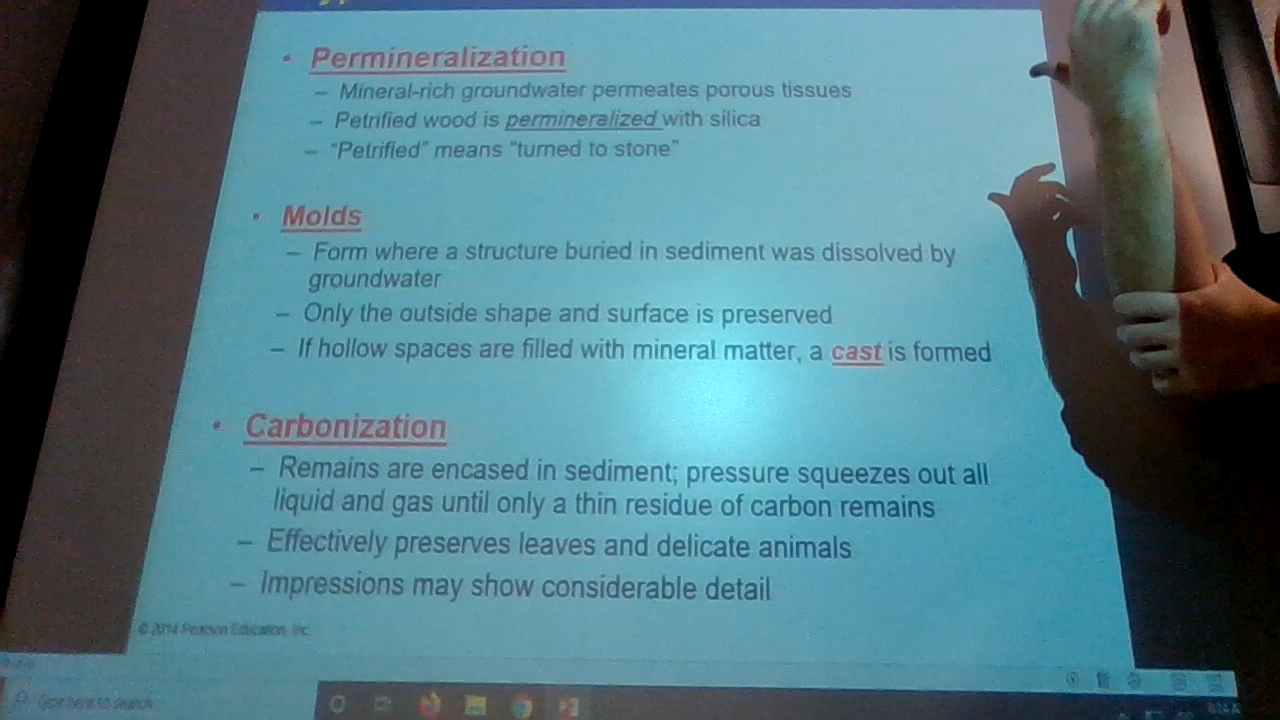 • Permineralization
– Mineral-rich groundwater permeates porous tissues
– Petrified wood is permineralized with silica
– “Petrified” means “turned to stone”
• Molds
– Form where a structure buried in sediment was dissolved by
groundwater
– Only the outside shape and surface is preserved
– If hollow spaces are filled with mineral matter, a cast is formed
• Carbonization
– Remains are encased in sediment; pressure squeezes out all
liquid and gas until only a thin residue of carbon remains
– Effectively preserves leaves and delicate animals
– Impressions may show considerable detail
© 2014 Pearson Education, Inc.
Type here to search